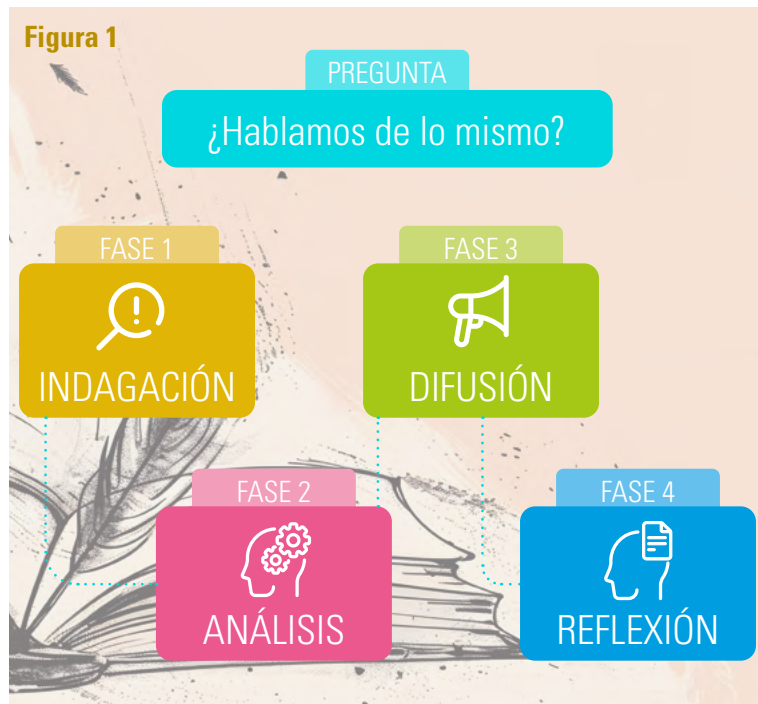 Figura 1
PREGUNTA
¿Hablamos de lo mismo?
FASE 1
INDAGACIÓN
FASE 2
ANÁLISIS
FASE 3
DIFUSIÓN
FASE 4
REFLEXIÓN